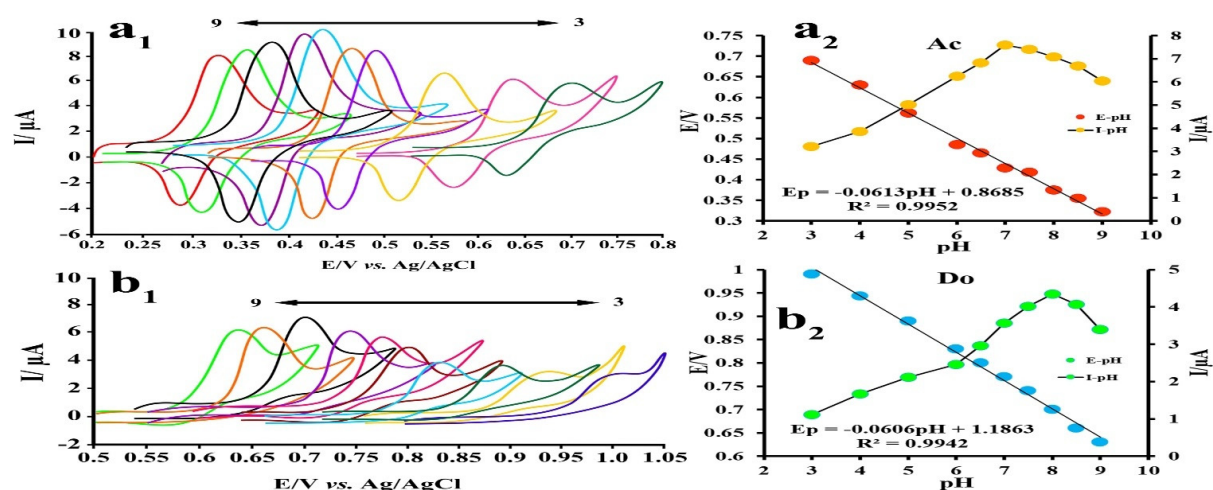 a1
9 3
I/ µA
10
8
6
4
2
0
−2
−4
−6
0.2 0.25 0.3 0.35 0.4 0.45 0.5 0.55 0.6 0.65 0.7 0.75 0.8
E/V vs. Ag/AgCl
a2
Ac
E/V
0.75
0.7
0.65
0.6
0.55
0.5
0.45
0.4
0.35
0.3
8
7
6
5
4
3
2
1
0
I/µA
E-pH
I-pH
Ep = -0.0613pH + 0.8685
R² = 0.9952
2 3 4 5 6 7 8 9 10
pH
b1
9 3
I/ µA
10
8
6
4
2
0
−2
0.5 0.55 0.6 0.65 0.7 0.75 0.8 0.85 0.9 0.95 1.0 1.05
E/V vs. Ag/AgCl
b2
Do
E/V
1
0.95
0.9
0.85
0.8
0.75
0.7
0.65
0.6
5
4
3
2
1
0
I/µA
E-pH
I-pH
Ep = -0.0606pH + 1.1863
R² = 0.9942
2 3 4 5 6 7 8 9 10
pH